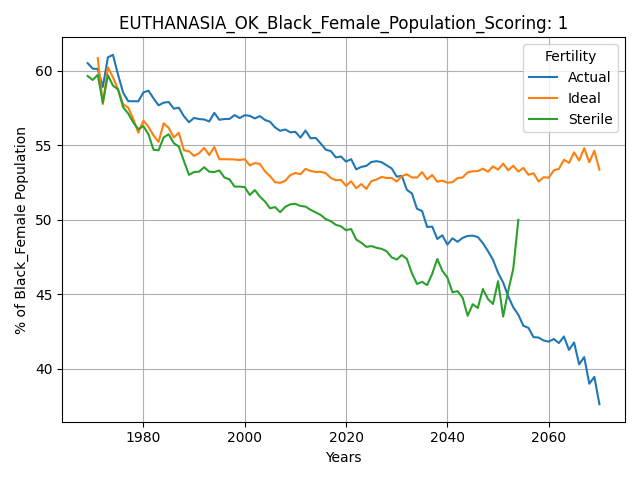 EUTHANASIA_OK_Black_Female_Population_Scoring: 1
Fertility
Actual
Ideal
Sterile
% of Black_Female Population
60
55
50
45
40
1980
2000
2020
2040
2060
Years